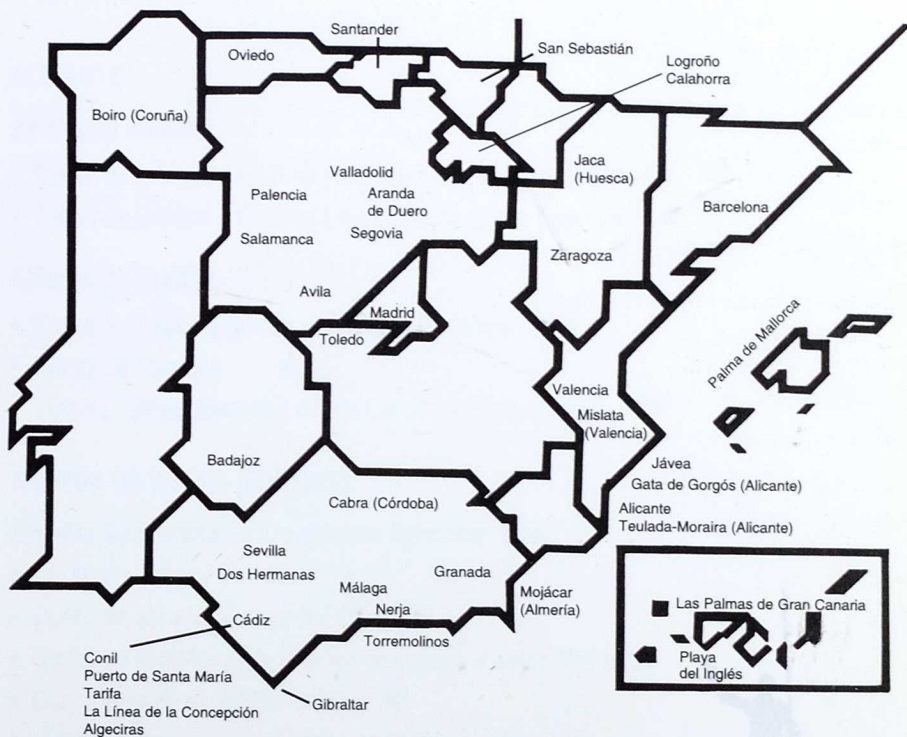 Santander
Oviedo
San Sebastián
Logroño
Calahorra
Boiro (Coruña)
Jaca
(Huesca)
Valladolid
Palencia
Aranda
de Duero
Barcelona
Salamanca
Segovia
Zaragoza
Avila
Madrid
Toledo
Palma de Mallorca
Valencia
Mislata
(Valencia)
Badajoz
Jávea
Gata de Gorgós (Alicante)
Cabra (Córdoba)
Alicante
Teulada-Moraira (Alicante)
Sevilla
Dos Hermanas
Granada
Málaga
Mojácar
(Almería)
Nerja
Cádiz
Torremolinos
Las Palmas de Gran Canaria
Playa
del Inglés
Conil
Puerto de Santa María
Tarifa
La Línea de la Concepción
Algeciras
Gibraltar